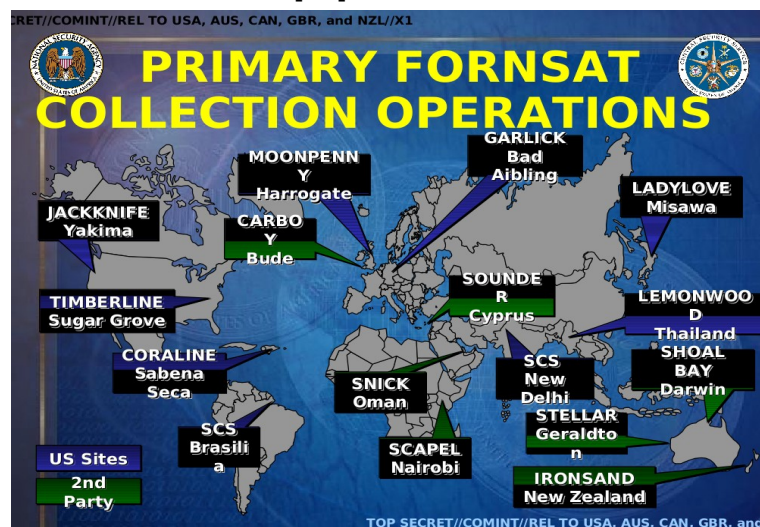 CRET//COMINT//REL TO USA, AUS, CAN, GBR, and NZL//X1
PRIMARY FORNSAT
COLLECTION OPERATIONS
GARLICK
Bad
Aibling
MOONPENN
Y
Harrogate
LADYLOVE
Misawa
JACKKNIFE
Yakima
CARBO
Y
Bude
SOUNDE
R
Cyprus
TIMBERLINE
Sugar Grove
LEMONWOO
D
Thailand
CORALINE
Sabena
Seca
SHOAL
BAY
Darwin
SCS
New
Delhi
SNICK
Oman
STELLAR
Geraldto
n
SCS
Brasili
a
SCAPEL
Nairobi
US Sites
2nd
Party
IRONSAND
New Zealand
TOP SECRET//COMINT//REL TO USA, AUS, CAN, GBR, and